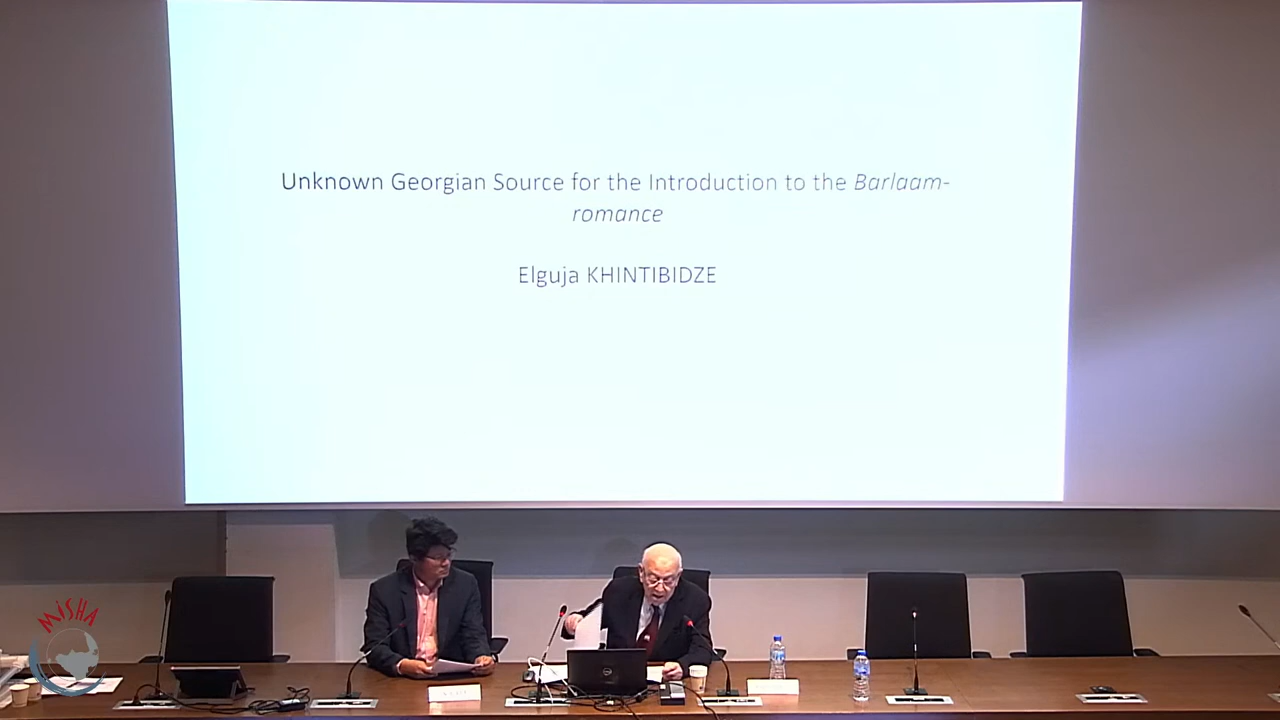 Unknown Georgian Source for the Introduction to the Barlaam-
romance
Elguja KHINTIBIDZE
MiSHA